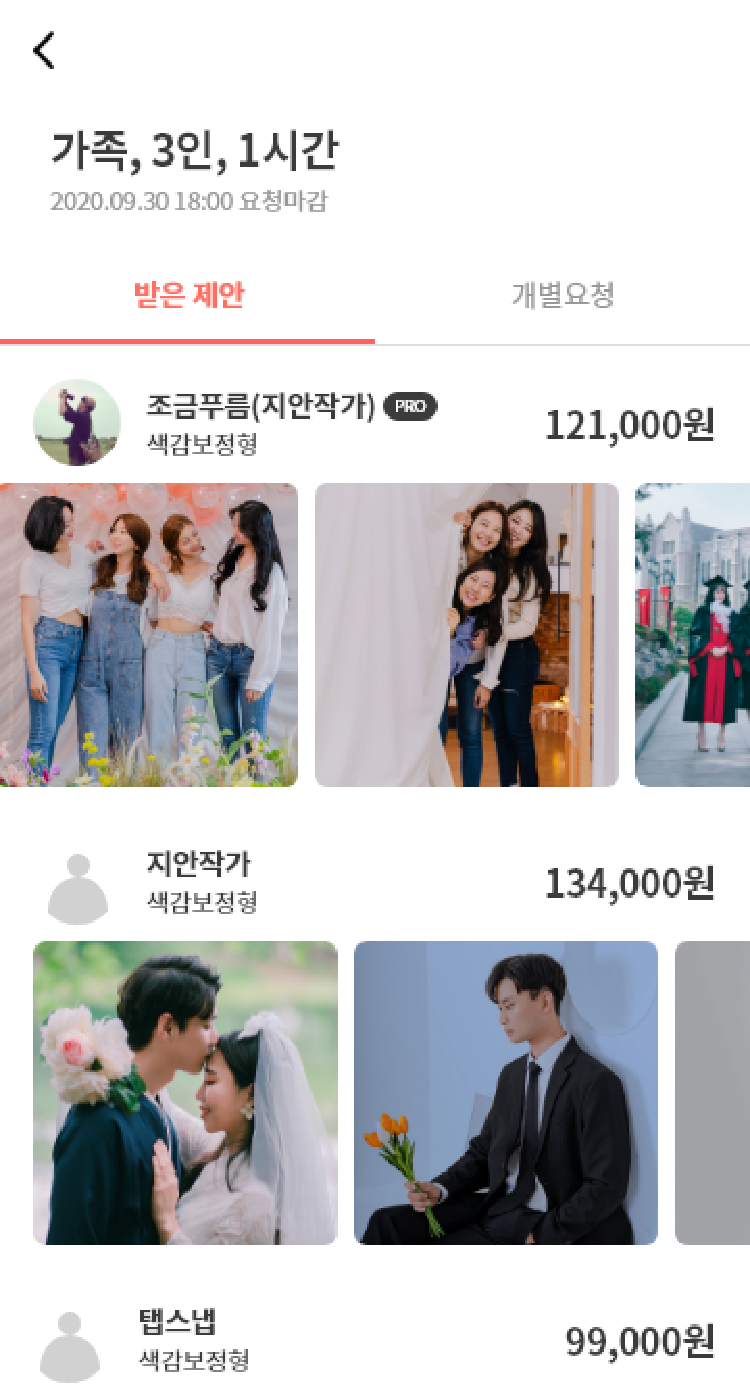 가족, 3인, 1시간
2020.09.30 18:00 요청마감
받은 제안
개별요청
조금푸름(지안작가) PRO
색감보정형
121,000원
지안작가
색감보정형
134,000원
탭스냅
색감보정형
99,000원